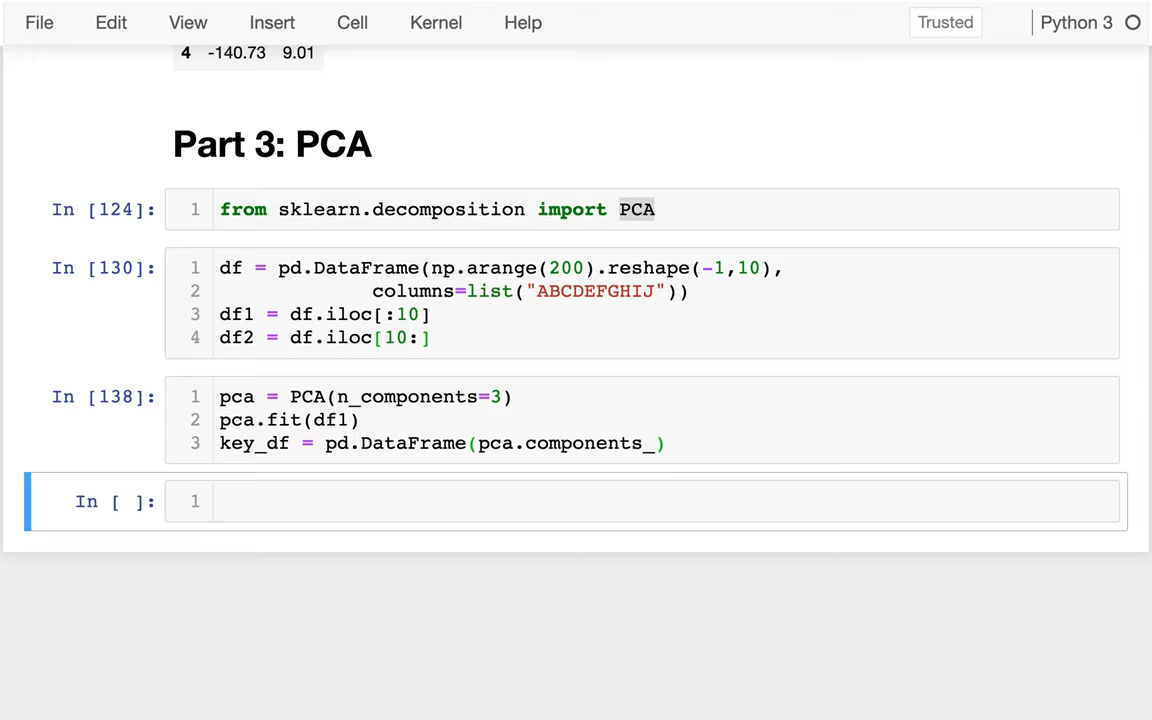 File Edit View Insert Cell Kernel Help Trusted Python 3
4 -140.73 9.01
Part 3: PCA
In [124]: 1 from sklearn.decomposition import PCA
In [130]: 1 df = pd.DataFrame(np.arange(200).reshape(-1,10),
2 columns=list("ABCDEFGHIJ"))
3 df1 = df.iloc[:10]
4 df2 = df.iloc[10:]
In [138]: 1 pca = PCA(n_components=3)
2 pca.fit(df1)
3 key_df = pd.DataFrame(pca.components_)
In [ ]: 1